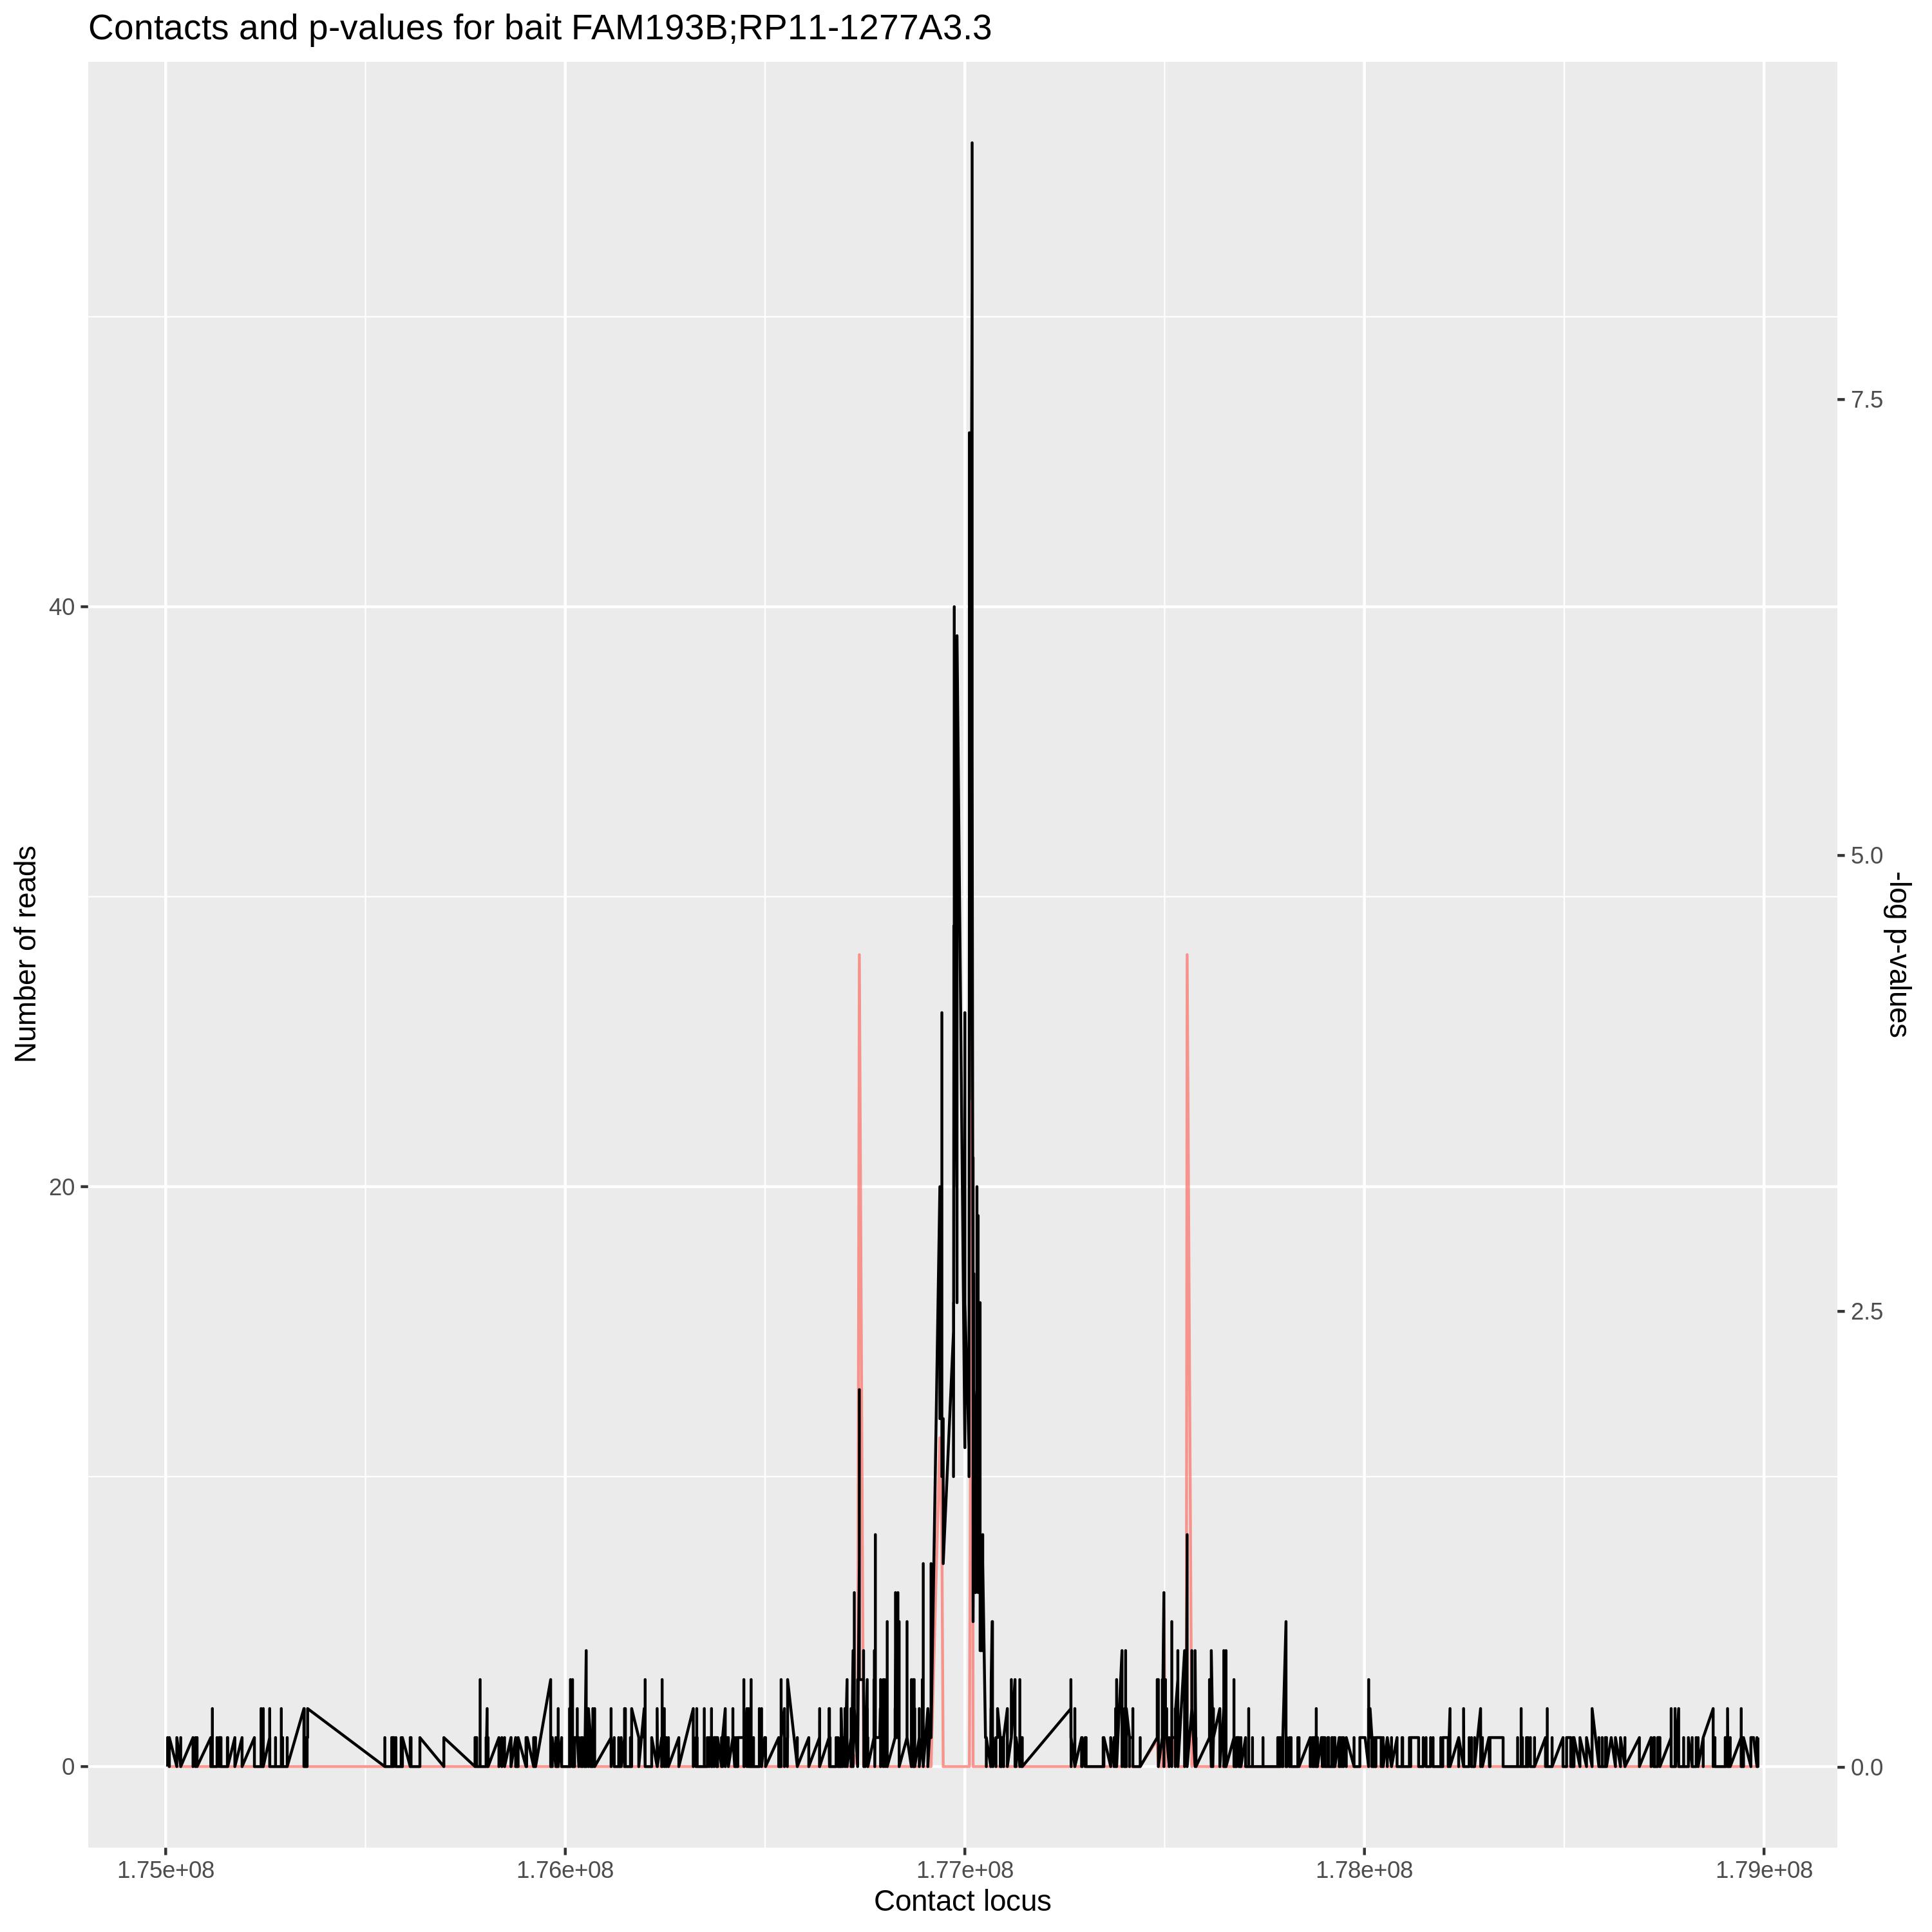 Contacts and p-values for bait FAM193B;RP11-1277A3.3
40
20
0
Number of reads
7.5
5.0
2.5
0.0
-log p-values
1.75e+08 1.76e+08 1.77e+08 1.78e+08 1.79e+08
Contact locus